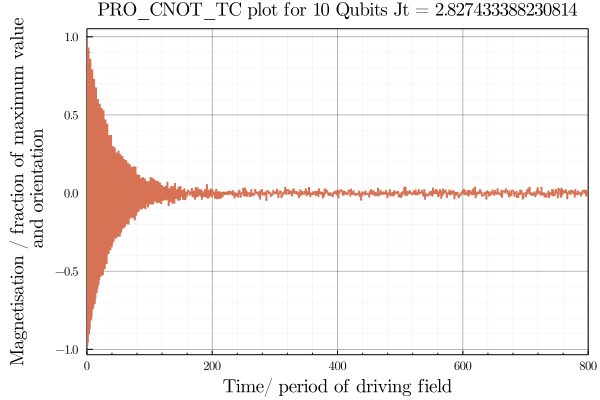 PRO_CNOT_TC plot for 10 Qubits Jt = 2.827433388230814
Magnetisation / fraction of maximum value
and orientation
1.0
0.5
0.0
−0.5
−1.0
0 200 400 600 800
Time/ period of driving field